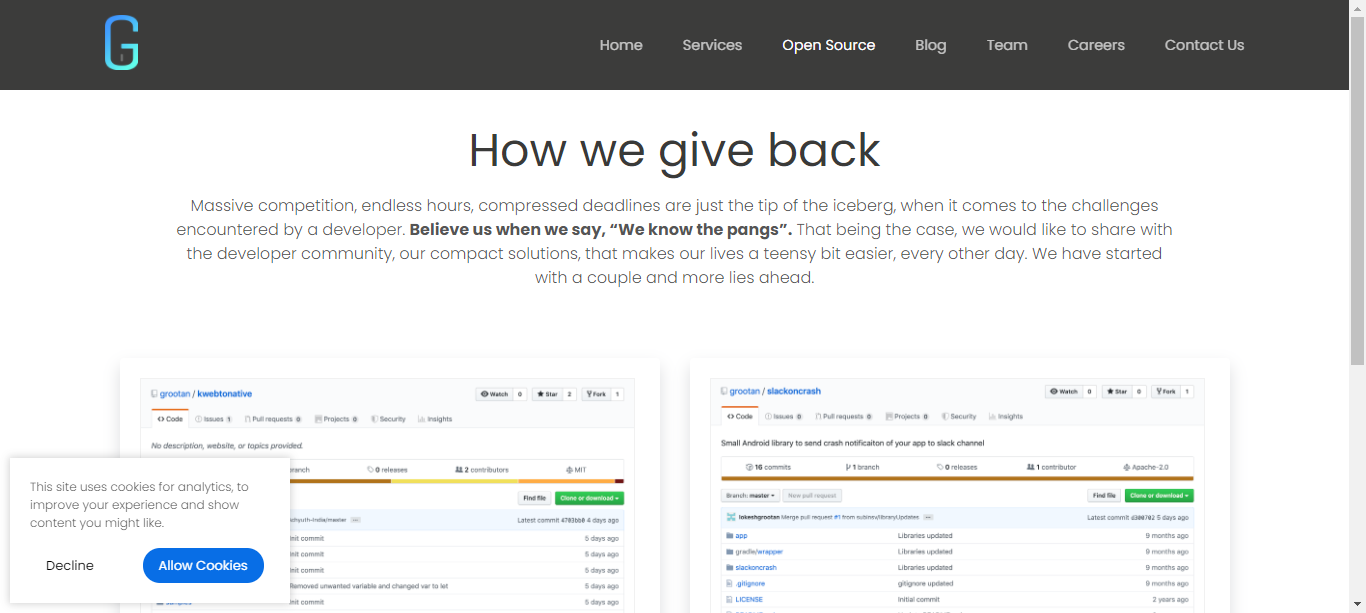 G
Home Services Open Source Blog Team Careers Contact Us
How we give back
Massive competition, endless hours, compressed deadlines are just the tip of the iceberg, when it comes to the challenges
encountered by a developer. Believe us when we say, “We know the pangs”. That being the case, we would like to share with
the developer community, our compact solutions, that makes our lives a teensy bit easier, every other day. We have started
with a couple and more lies ahead.
grootan / kwebtonative Watch 0 Star 2 Fork 1
Code Issues 1 Pull requests 0 Projects 0 Security Insights
No description, website, or topics provided.
ranch 0 releases 2 contributors MIT
Find file Clone or download
chyuth-india/master Latest commit 4783bb0 4 days ago
Init commit 5 days ago
Init commit 5 days ago
Init commit 5 days ago
Removed unwanted variable and changed var to let 5 days ago
samples Init commit 5 days ago
grootan / slackoncrash Watch 0 Star 0 Fork 1
Code Issues 0 Pull requests 0 Projects 0 Security Insights
Small Android library to send crash notificaiton of your app to slack channel
16 commits 1 branch 0 releases 1 contributor Apache-2.0
Branch: master New pull request Find file Clone or download
lokeshgrootan Merge pull request #1 from subinsv/libraryUpdates Latest commit d300702 5 days ago
app Libraries updated 9 months ago
gradle/wrapper Libraries updated 9 months ago
slackoncrash Libraries updated 9 months ago
.gitignore gitignore updated 9 months ago
LICENSE Initial commit 2 years ago
This site uses cookies for analytics, to
improve your experience and show
content you might like.
Decline Allow Cookies